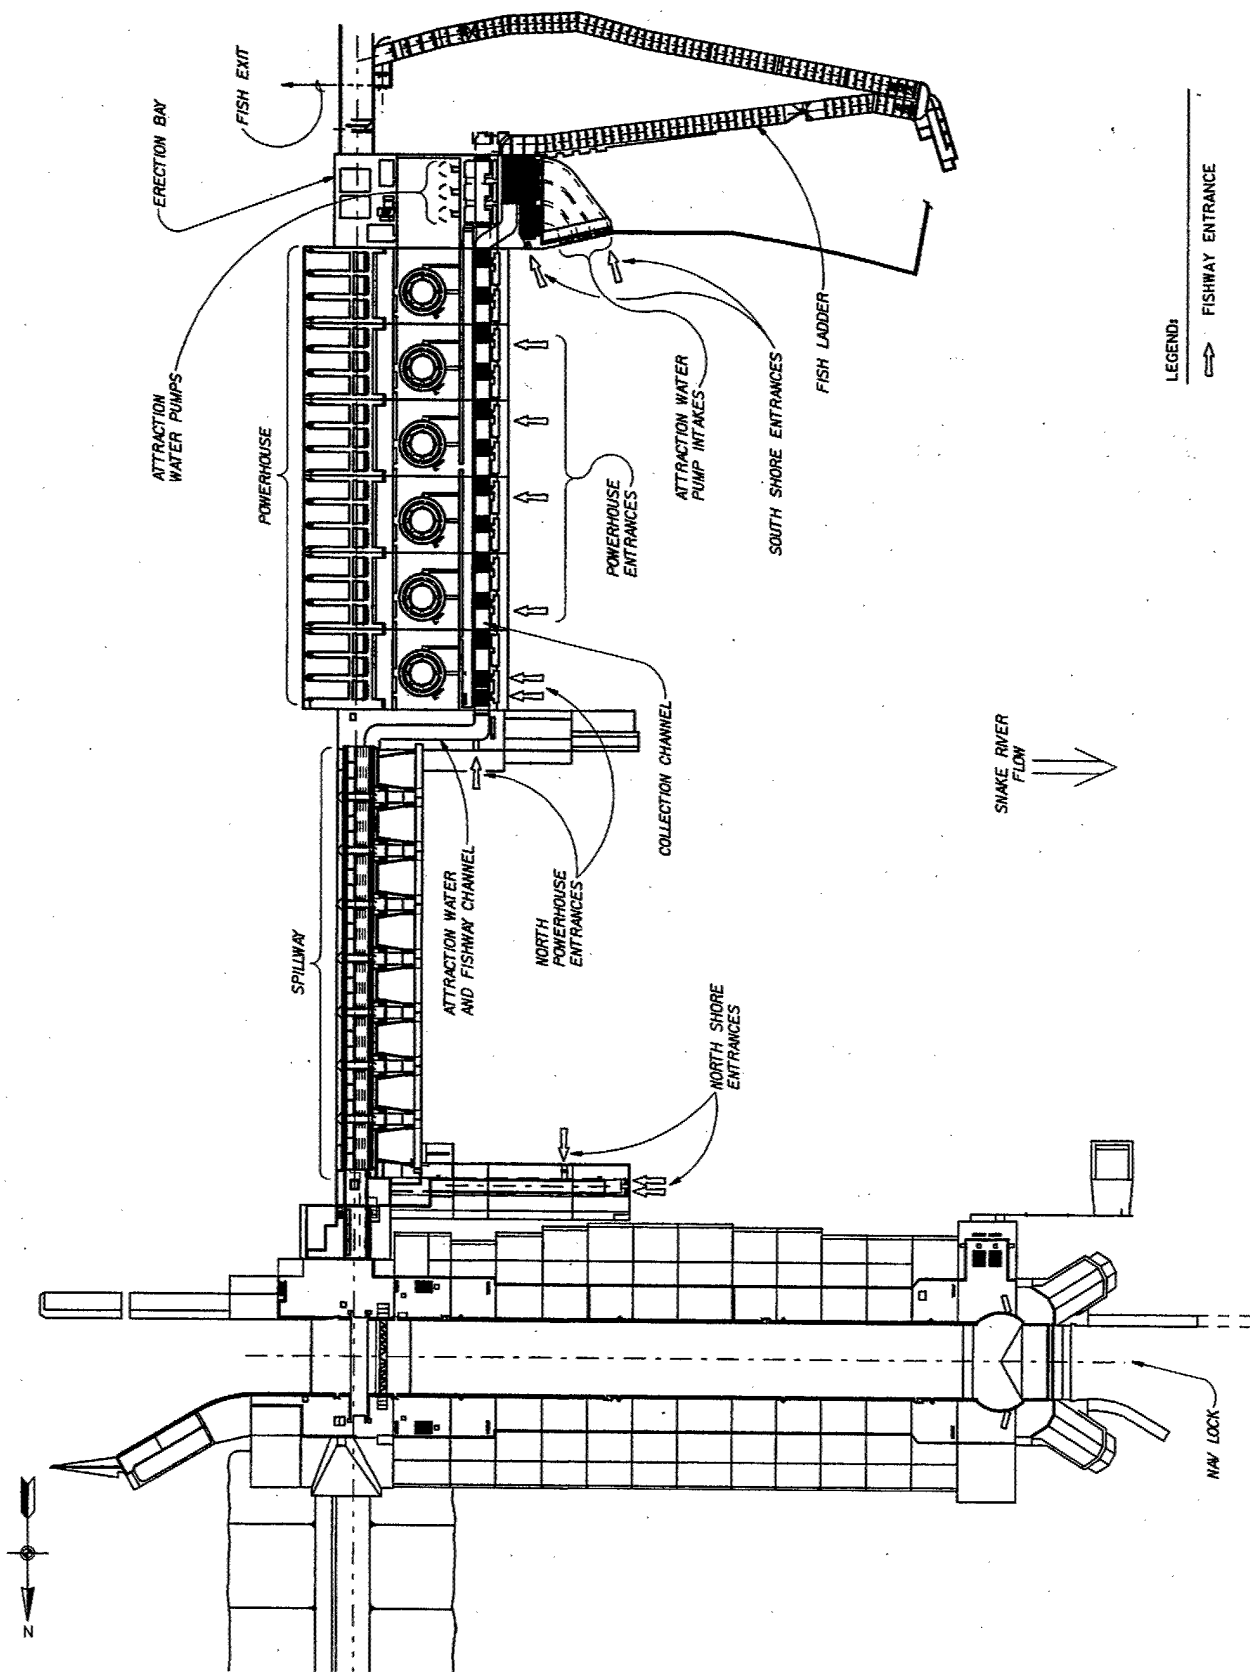 FISH EXIT
ERECTION BAY
ATTRACTION
WATER PUMPS
POWERHOUSE
SPILLWAY
ATTRACTION WATER
AND FISHWAY CHANNEL
NORTH
POWERHOUSE
ENTRANCES
COLLECTION CHANNEL
POWERHOUSE
ENTRANCES
ATTRACTION WATER
PUMP INTAKES
SOUTH SHORE ENTRANCES
FISH LADDER
NORTH SHORE
ENTRANCES
SNAKE RIVER
FLOW
NAV LOCK
LEGEND:
FISHWAY ENTRANCE
N